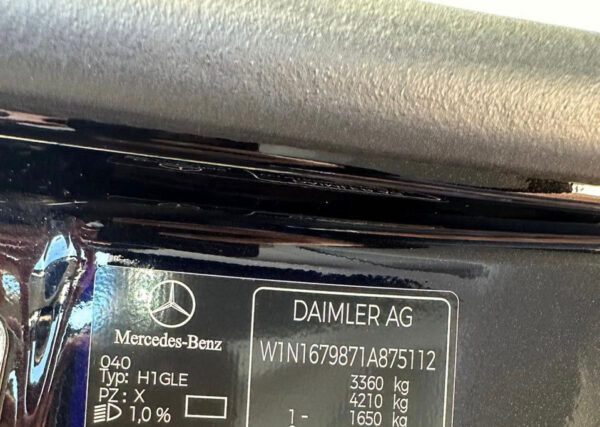 Mercedes-Benz
040
Typ: H1GLE
PZ: X
1,0 %
DAIMLER AG
W1N1679871A875112
3360 kg
4210 kg
1- 1650 kg